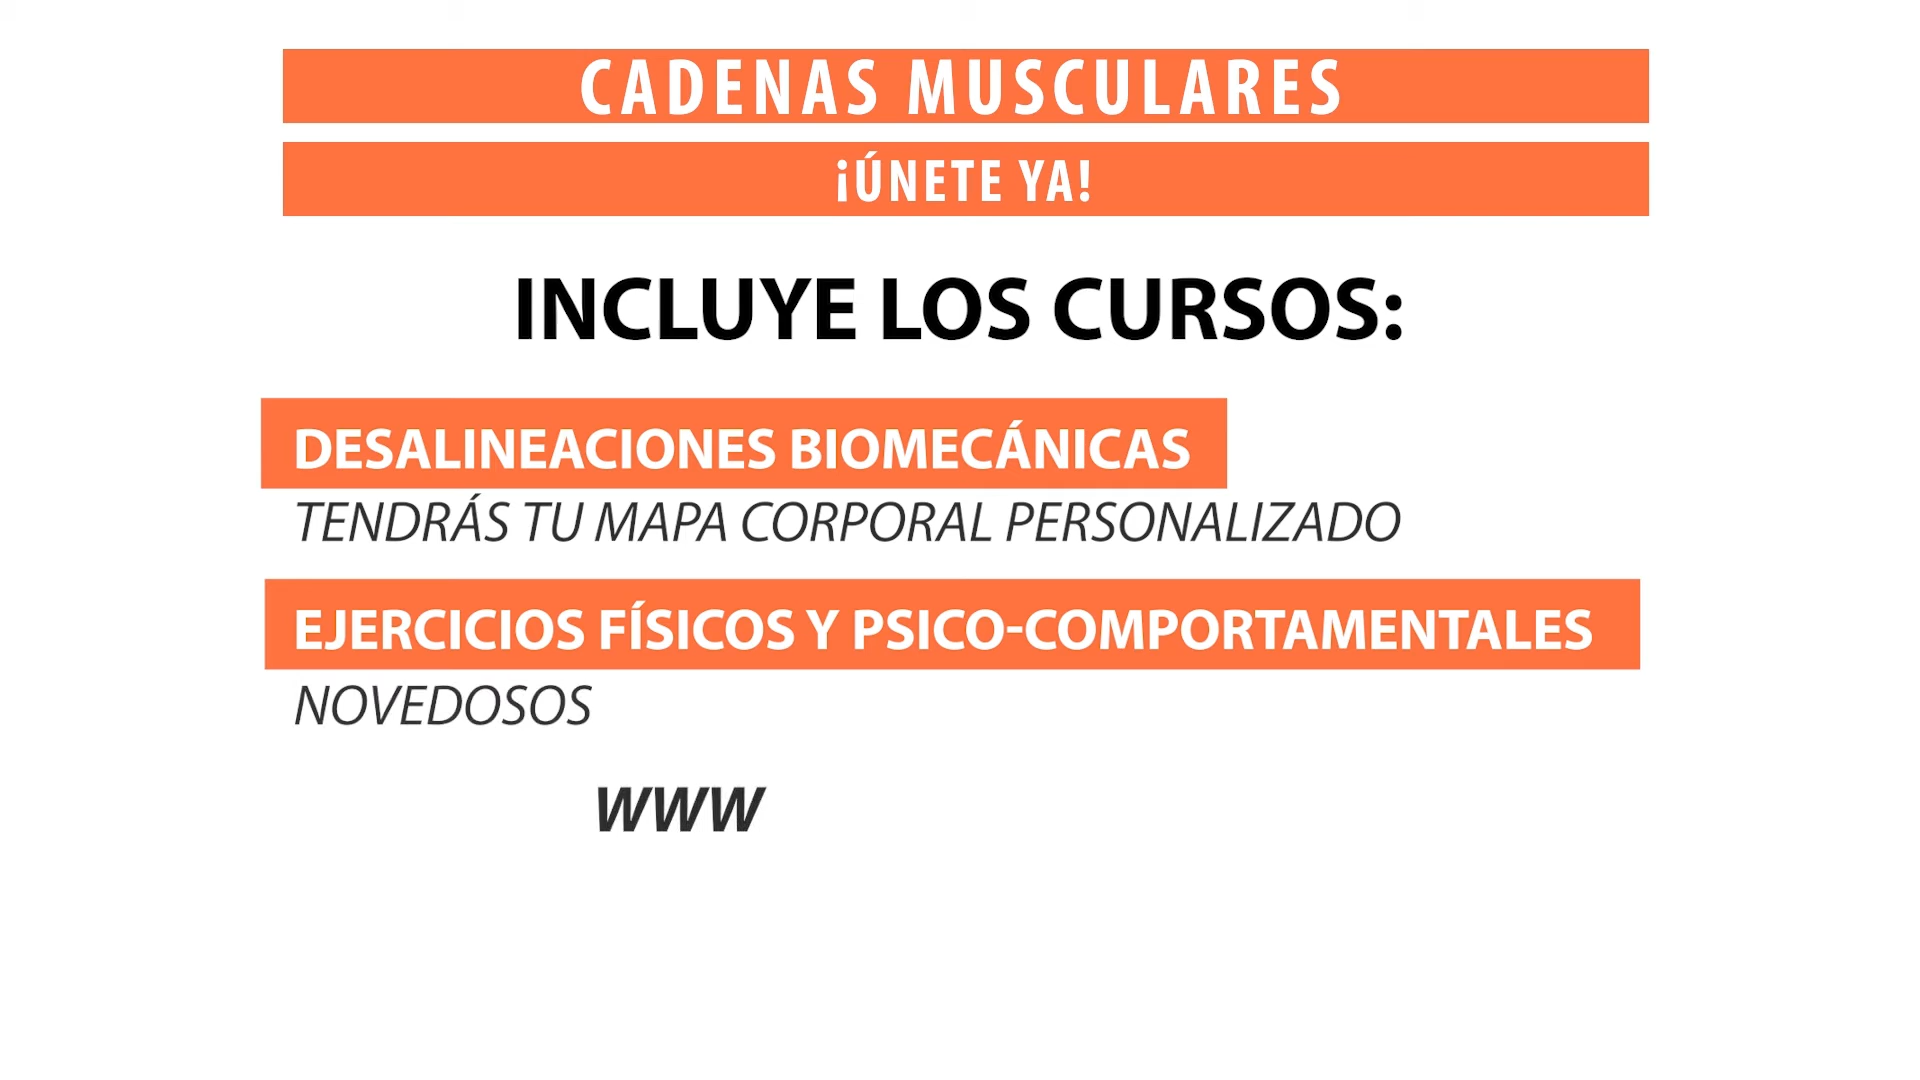 CADENAS MUSCULARES
¡ÚNETE YA!
INCLUYE LOS CURSOS:
DESALINEACIONES BIOMECÁNICAS
TENDRÁS TU MAPA CORPORAL PERSONALIZADO
EJERCICIOS FÍSICOS Y PSICO-COMPORTAMENTALES
NOVEDOSOS
WWW